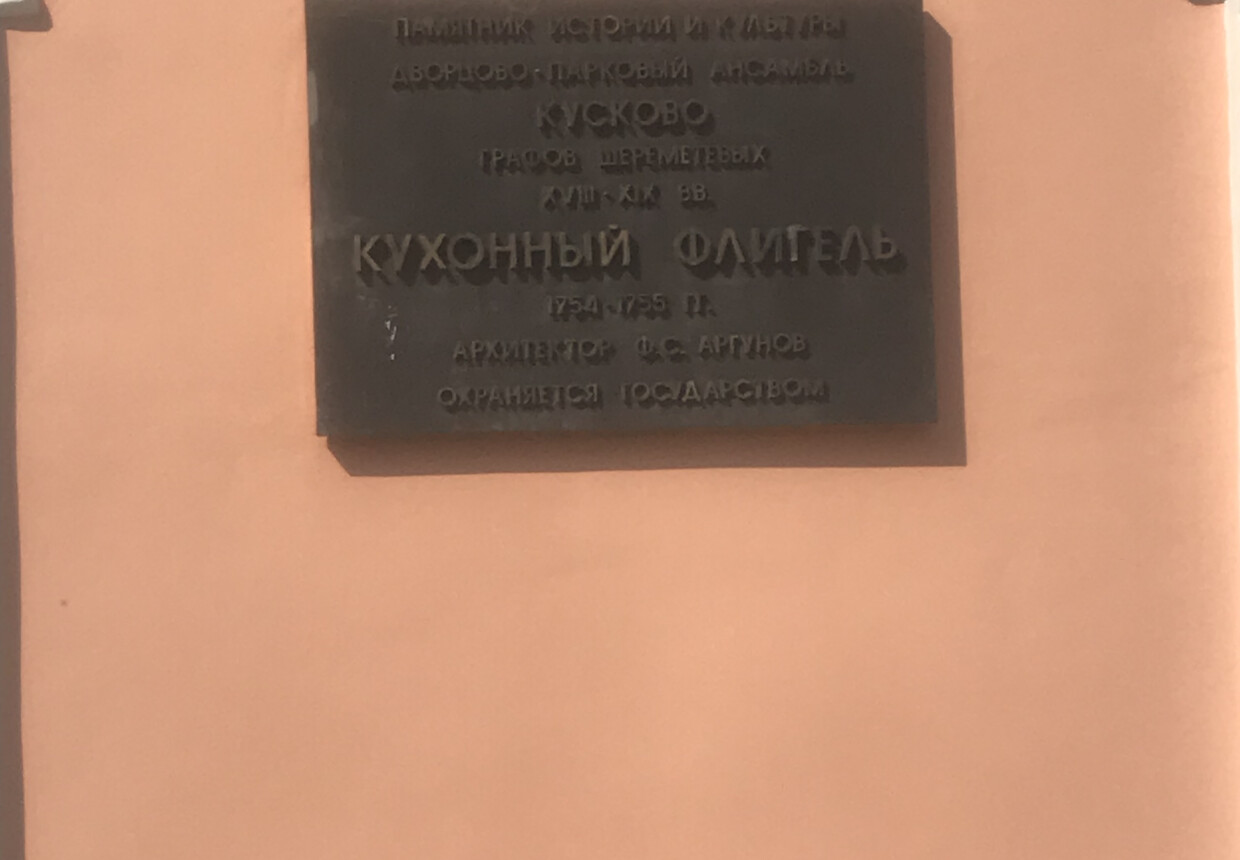 ПАМЯТНИК ИСТОРИИ И КУЛЬТУРЫ
ДВОРЦОВО-ПАРКОВЫЙ АНСАМБЛЬ
КУСКОВО
ГРАФОВ ШЕРЕМЕТЕВЫХ
XVIII-XIX ВВ.
КУХОННЫЙ ФЛИГЕЛЬ
1754-1755 ГГ.
АРХИТЕКТОР Ф.С. АРГУНОВ
ОХРАНЯЕТСЯ ГОСУДАРСТВОМ